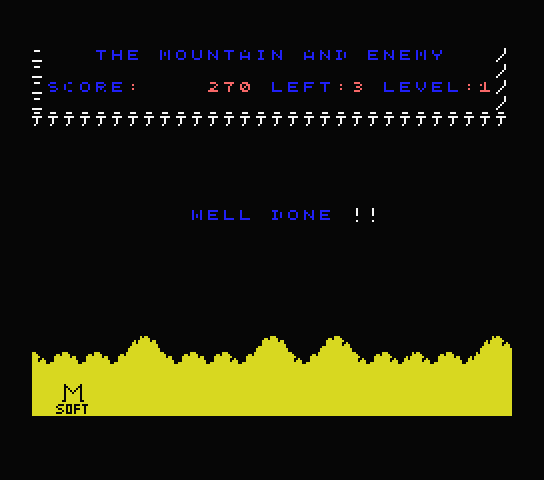 THE MOUNTAIN AND ENEMY
SCORE: 270 LEFT:3 LEVEL:1
WELL DONE !!
M
SOFT